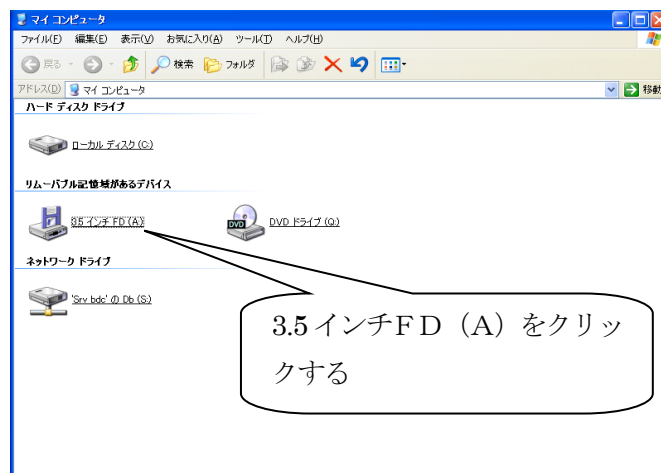 マイ コンピュータ
ファイル(F) 編集(E) 表示(V) お気に入り(A) ツール(T) ヘルプ(H)
戻る 検索 フォルダ
アドレス(D) マイ コンピュータ 移動
ハード ディスク ドライブ
ローカル ディスク (C:)
リムーバブル記憶域があるデバイス
3.5 インチ FD (A:)
DVD DVD ドライブ (Q:)
ネットワーク ドライブ
'Srv bdc' の Db (S:)
3.5 インチFD（A）をクリッ
クする